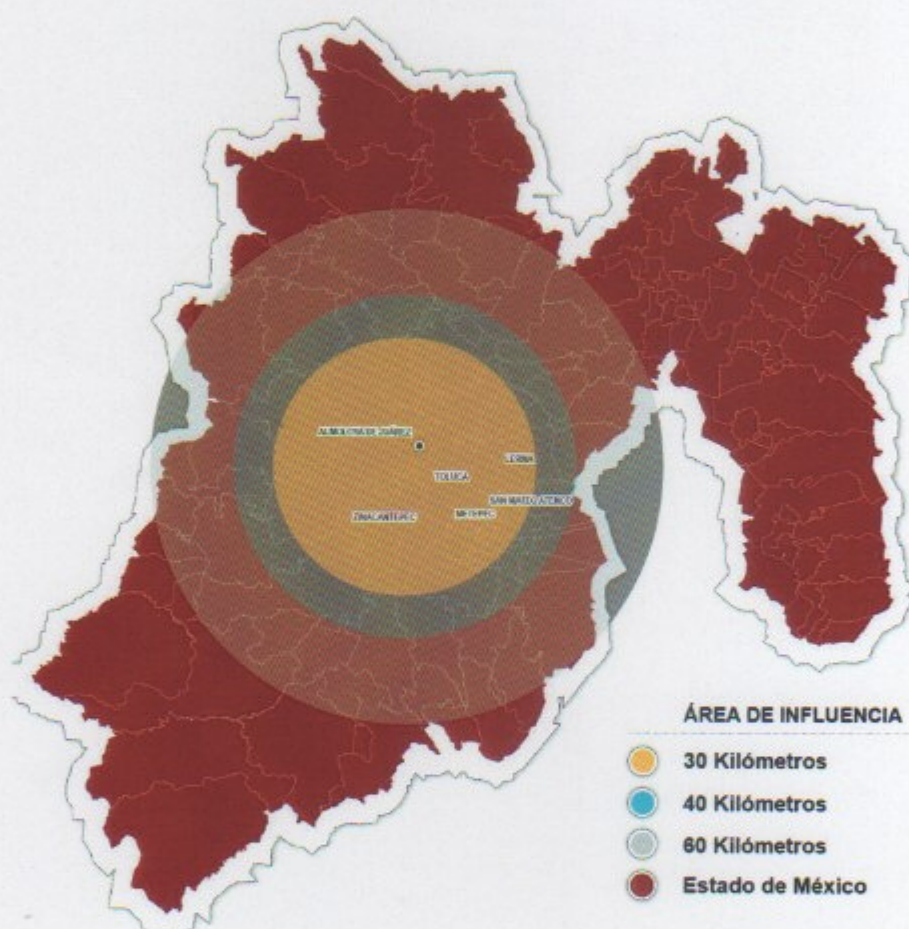 ALMOLOYA DE JUÁREZ
LERMA
TOLUCA
SAN MATEO ATENCO
ZINACANTEPEC
METEPEC
ÁREA DE INFLUENCIA
30 Kilómetros
40 Kilómetros
60 Kilómetros
Estado de México